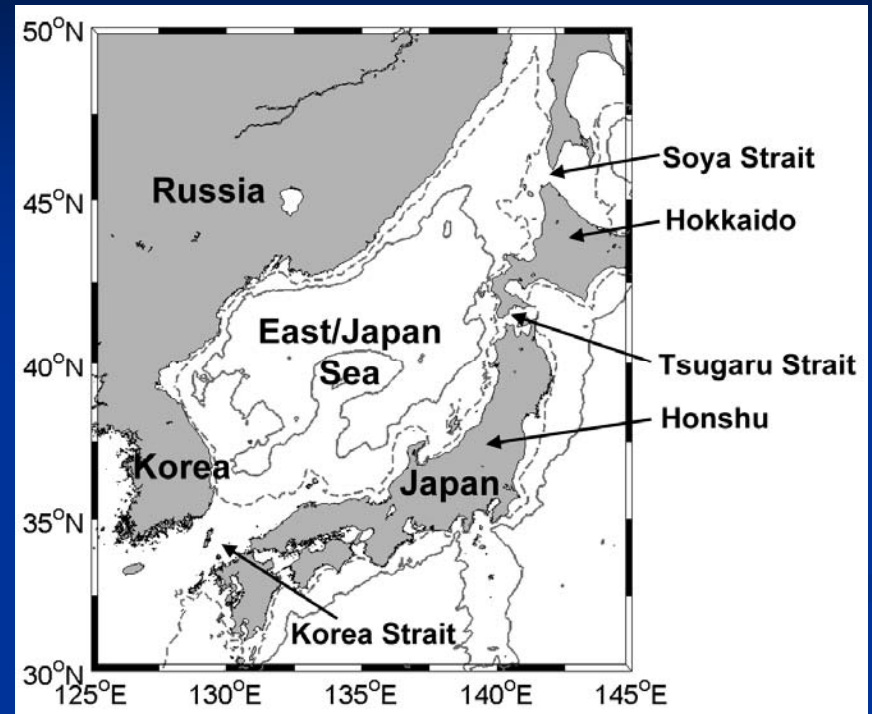 50°N
Soya Strait
Russia
45°N
Hokkaido
East/Japan
Sea
40°N
Tsugaru Strait
Honshu
Korea
Japan
35°N
Korea Strait
30°N
125°E
130°E
135°E
140°E
145°E